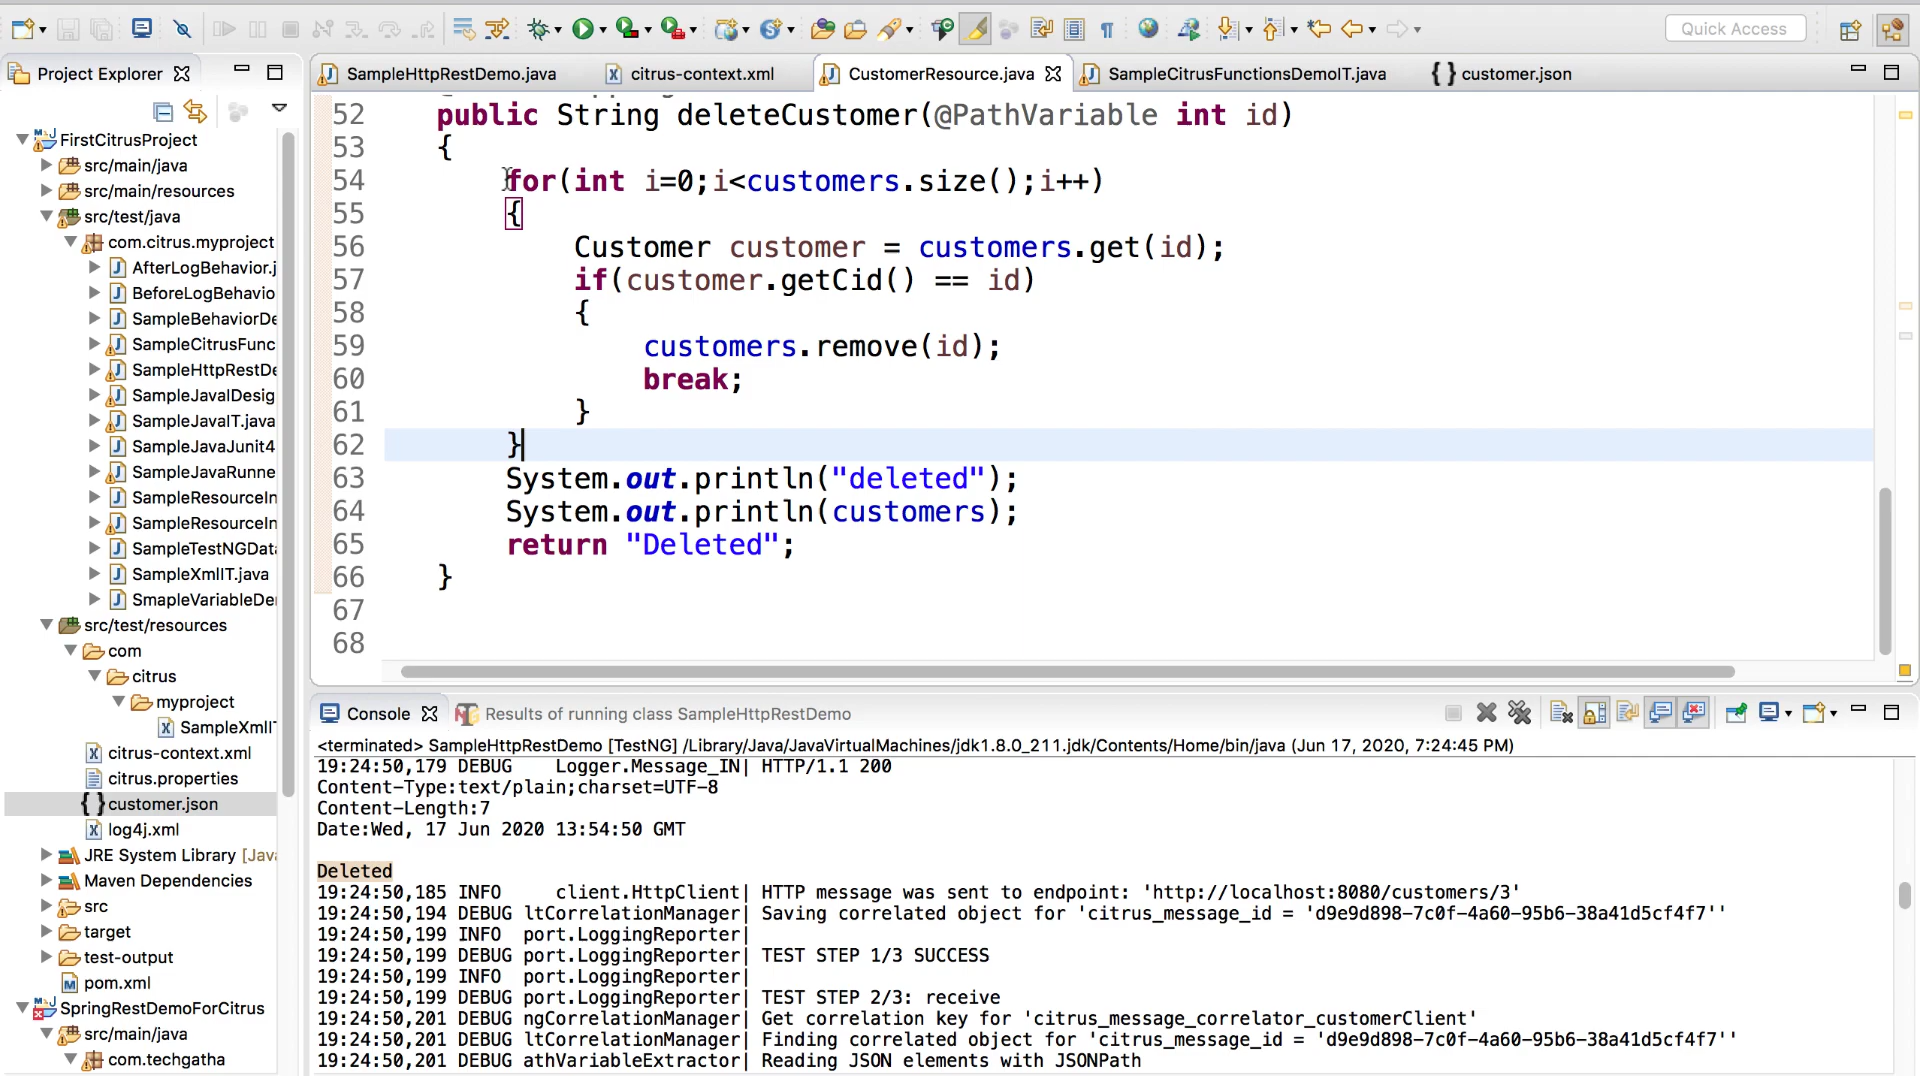 Quick Access
Project Explorer
SampleHttpRestDemo.java
citrus-context.xml
CustomerResource.java
SampleCitrusFunctionsDemoIT.java
{ } customer.json
FirstCitrusProject
src/main/java
src/main/resources
src/test/java
com.citrus.myproject
AfterLogBehavior.j
BeforeLogBehavio
SampleBehaviorDe
SampleCitrusFunc
SampleHttpRestDe
SampleJavaIDesig
SampleJavaIT.java
SampleJavaJunit4
SampleJavaRunne
SampleResourceIn
SampleResourceIn
SampleTestNGData
SampleXmlIT.java
SmapleVariableDe
src/test/resources
com
citrus
myproject
SampleXmlIT
citrus-context.xml
citrus.properties
{ } customer.json
log4j.xml
JRE System Library [Java
Maven Dependencies
src
target
test-output
pom.xml
SpringRestDemoForCitrus
src/main/java
com.techgatha
52 public String deleteCustomer(@PathVariable int id)
53 {
54 for(int i=0;i<customers.size();i++)
55 {
56 Customer customer = customers.get(id);
57 if(customer.getCid() == id)
58 {
59 customers.remove(id);
60 break;
61 }
62 }
63 System.out.println("deleted");
64 System.out.println(customers);
65 return "Deleted";
66 }
67
68
Console
Results of running class SampleHttpRestDemo
<terminated> SampleHttpRestDemo [TestNG] /Library/Java/JavaVirtualMachines/jdk1.8.0_211.jdk/Contents/Home/bin/java (Jun 17, 2020, 7:24:45 PM)
19:24:50,179 DEBUG Logger.Message_IN| HTTP/1.1 200
Content-Type:text/plain;charset=UTF-8
Content-Length:7
Date:Wed, 17 Jun 2020 13:54:50 GMT
Deleted
19:24:50,185 INFO client.HttpClient| HTTP message was sent to endpoint: 'http://localhost:8080/customers/3'
19:24:50,194 DEBUG ltCorrelationManager| Saving correlated object for 'citrus_message_id = 'd9e9d898-7c0f-4a60-95b6-38a41d5cf4f7''
19:24:50,199 INFO port.LoggingReporter|
19:24:50,199 DEBUG port.LoggingReporter| TEST STEP 1/3 SUCCESS
19:24:50,199 INFO port.LoggingReporter|
19:24:50,199 DEBUG port.LoggingReporter| TEST STEP 2/3: receive
19:24:50,201 DEBUG ngCorrelationManager| Get correlation key for 'citrus_message_correlator_customerClient'
19:24:50,201 DEBUG ltCorrelationManager| Finding correlated object for 'citrus_message_id = 'd9e9d898-7c0f-4a60-95b6-38a41d5cf4f7''
19:24:50,201 DEBUG athVariableExtractor| Reading JSON elements with JSONPath